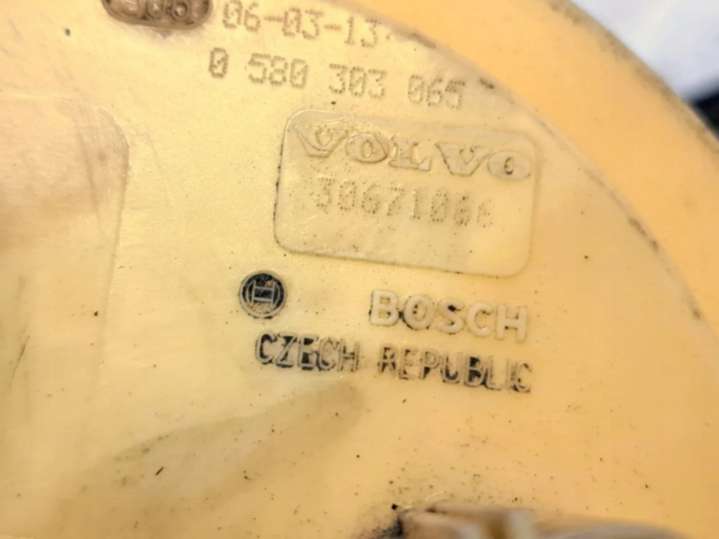 06-03-13
0 580 303 065
VOLVO
30671066
BOSCH
CZECH REPUBLIC